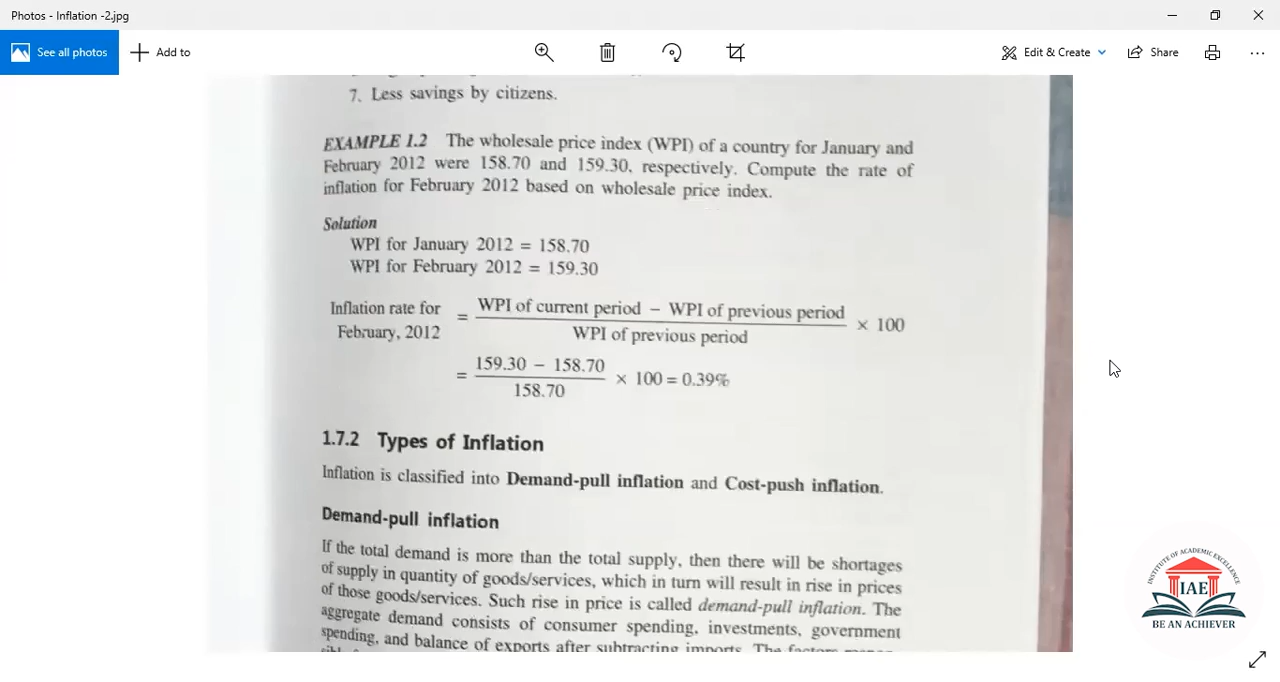 Photos - Inflation -2.jpg
See all photos
Add to
Edit & Create
Share
7. Less savings by citizens.
EXAMPLE 1.2 The wholesale price index (WPI) of a country for January and
February 2012 were 158.70 and 159.30, respectively. Compute the rate of
inflation for February 2012 based on wholesale price index.
Solution
WPI for January 2012 = 158.70
WPI for February 2012 = 159.30
Inflation rate for February, 2012 = WPI of current period − WPI of previous period / WPI of previous period × 100
= 159.30 − 158.70 / 158.70 × 100 = 0.39%
1.7.2 Types of Inflation
Inflation is classified into Demand-pull inflation and Cost-push inflation.
Demand-pull inflation
If the total demand is more than the total supply, then there will be shortages
of supply in quantity of goods/services, which in turn will result in rise in prices
of those goods/services. Such rise in price is called demand-pull inflation. The
aggregate demand consists of consumer spending, investments, government
spending, and balance of exports after subtracting imports. The factors
INSTITUTE OF ACADEMIC EXCELLENCE
IAE
BE AN ACHIEVER